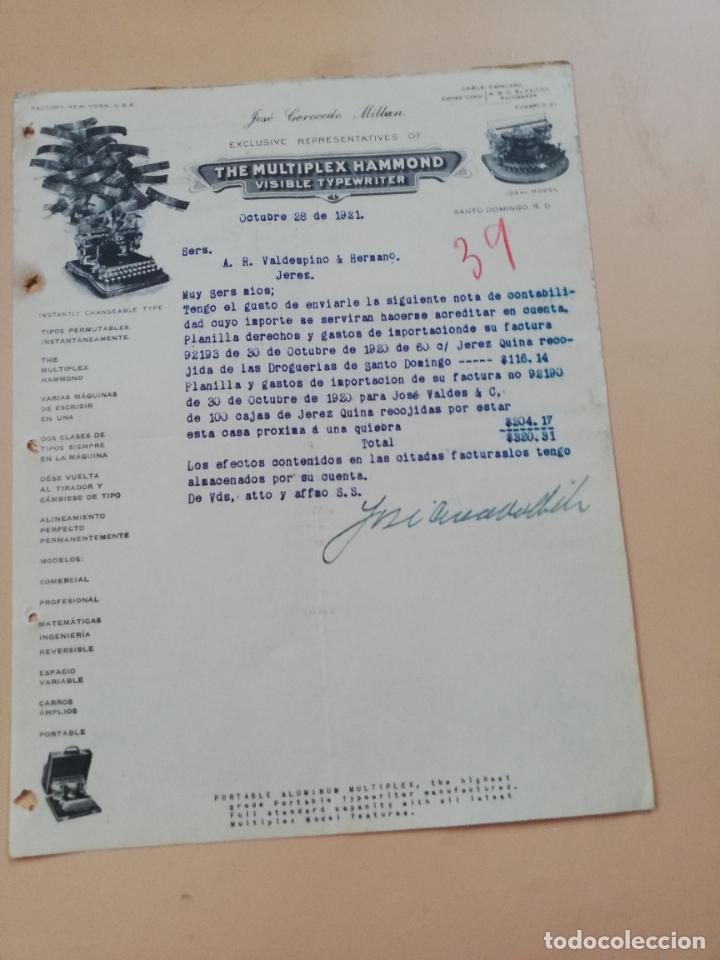 FACTORY, NEW YORK, U.S.A.
José Cerecedo Millan
EXCLUSIVE REPRESENTATIVES OF
THE MULTIPLEX HAMMOND
VISIBLE TYPEWRITER
IDEAL MODEL
SANTO DOMINGO, R. D.
Octubre 28 de 1921.
39
Sers.
A. R. Valdespino & Hermano.
Jerez.
Muy Sers mios;
Tengo el gusto de enviarle la siguiente nota de contabili-
dad cuyo importe se serviran hacerse acreditar en cuenta.
Planilla derechos y gastos de importacionde su factura
92193 de 30 de Octubre de 1920 de 60 c/ Jerez Quina reco-
jida de las Droguerias de Santo Domingo ----- $116.14
Planilla y gastos de importacion de su factura no 92190
de 30 de Octubre de 1920 para José Valdes & C,
de 100 cajas de Jerez Quina recojidas por estar
esta casa proxima á una quiebra $204.17
Total $320.31
Los efectos contenidos en las citadas facturaslos tengo
almacenados por su cuenta.
De Vds, atto y affmo S.S.
INSTANTLY CHANGEABLE TYPE
TIPOS PERMUTABLES,
INSTANTÁNEAMENTE.
THE
MULTIPLEX
HAMMOND
VARIAS MÁQUINAS
DE ESCRIBIR
EN UNA
DOS CLASES DE
TIPOS SIEMPRE
EN LA MAQUINA
DÉSE VUELTA
AL TIRADOR Y
CÁMBIESE DE TIPO
ALINEAMIENTO
PERFECTO
PERMANENTEMENTE
MODELOS:
COMERCIAL
PROFESIONAL
MATEMÁTICAS
INGENIERÍA
REVERSIBLE
ESPACIO
VARIABLE
CARROS
ÁMPLIOS
PORTABLE
PORTABLE ALUMINUM MULTIPLEX, the highest
grade Portable Typewriter manufactured.
Full standard capacity with all latest
Multiplex Model features.
todocoleccion